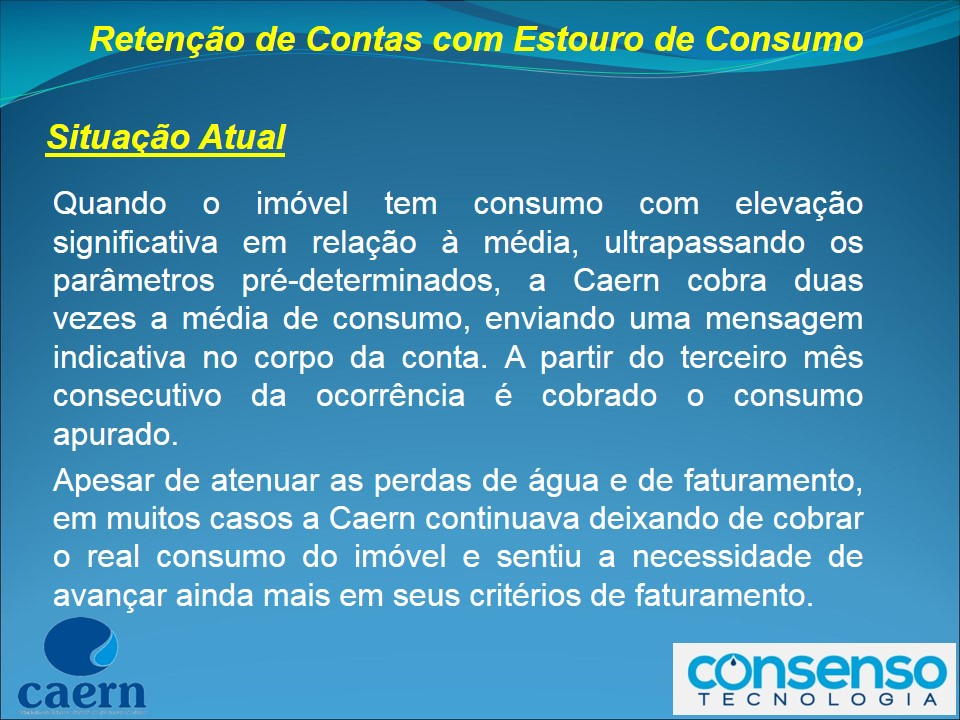 Retenção de Contas com Estouro de Consumo
Situação Atual
Quando o imóvel tem consumo com elevação
significativa em relação à média, ultrapassando os
parâmetros pré-determinados, a Caern cobra duas
vezes a média de consumo, enviando uma mensagem
indicativa no corpo da conta. A partir do terceiro mês
consecutivo da ocorrência é cobrado o consumo
apurado.
Apesar de atenuar as perdas de água e de faturamento,
em muitos casos a Caern continuava deixando de cobrar
o real consumo do imóvel e sentiu a necessidade de
avançar ainda mais em seus critérios de faturamento.
caern
consenso
TECNOLOGIA